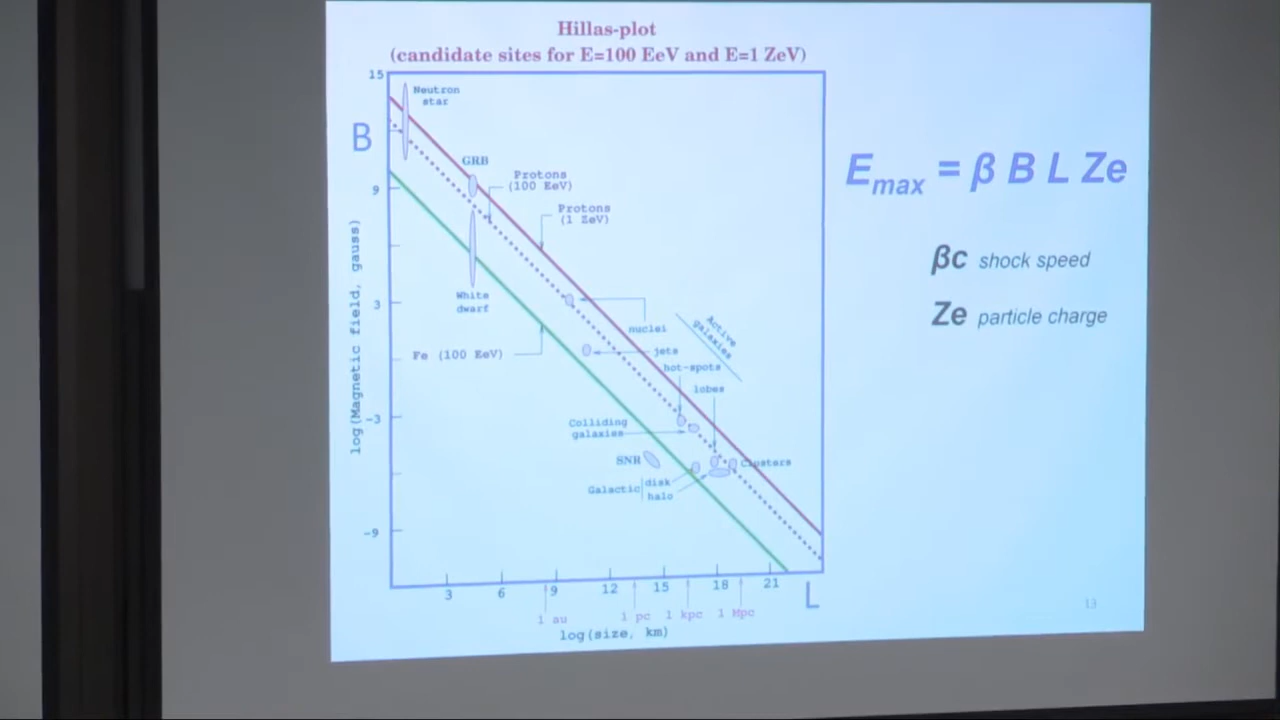 Hillas-plot
(candidate sites for E=100 EeV and E=1 ZeV)
15
Neutron
star
B
GRB
Protons
(100 EeV)
9
Protons
(1 ZeV)
Emax = β B L Ze
βc shock speed
Ze particle charge
log(Magnetic field, gauss)
White
dwarf
3
nuclei
Active
galaxies
Fe (100 EeV)
jets
hot-spots
lobes
-3
Colliding
galaxies
SNR
Clusters
Galactic
disk
halo
-9
3 6 9 12 15 18 21
L
1 au 1 pc 1 kpc 1 Mpc
log(size, km)
13